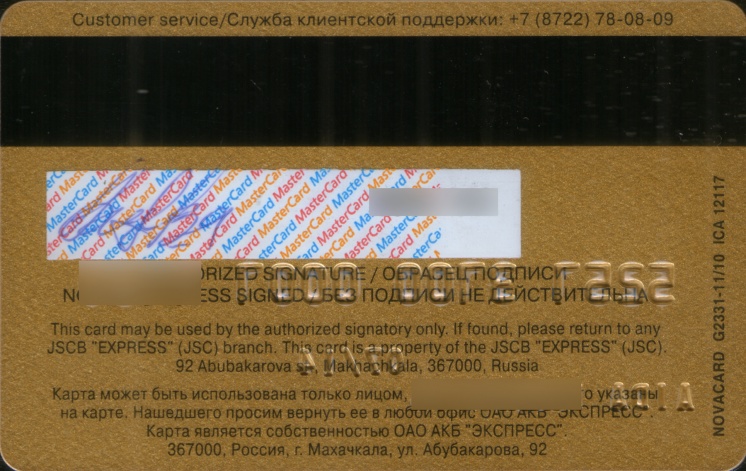 Customer service/Служба клиентской поддержки: +7 (8722) 78-08-09
MasterCard MasterCard MasterCard
SIGNATURE / ОБРАЗЕЦ ПОДПИСИ
SIGNED / БЕЗ ПОДПИСИ НЕ ДЕЙСТВИТЕЛЬНА
This card may be used by the authorized signatory only. If found, please return to any
JSCB "EXPRESS" (JSC) branch. This card is a property of the JSCB "EXPRESS" (JSC).
92 Abubakarova st., Makhachkala, 367000, Russia
Карта может быть использована только лицом, указаны
на карте. Нашедшего просим вернуть ее в любой офис ОАО АКБ "ЭКСПРЕСС".
Карта является собственностью ОАО АКБ "ЭКСПРЕСС".
367000, Россия, г. Махачкала, ул. Абубакарова, 92
NOVACARD G2331-11/10 ICA 12117